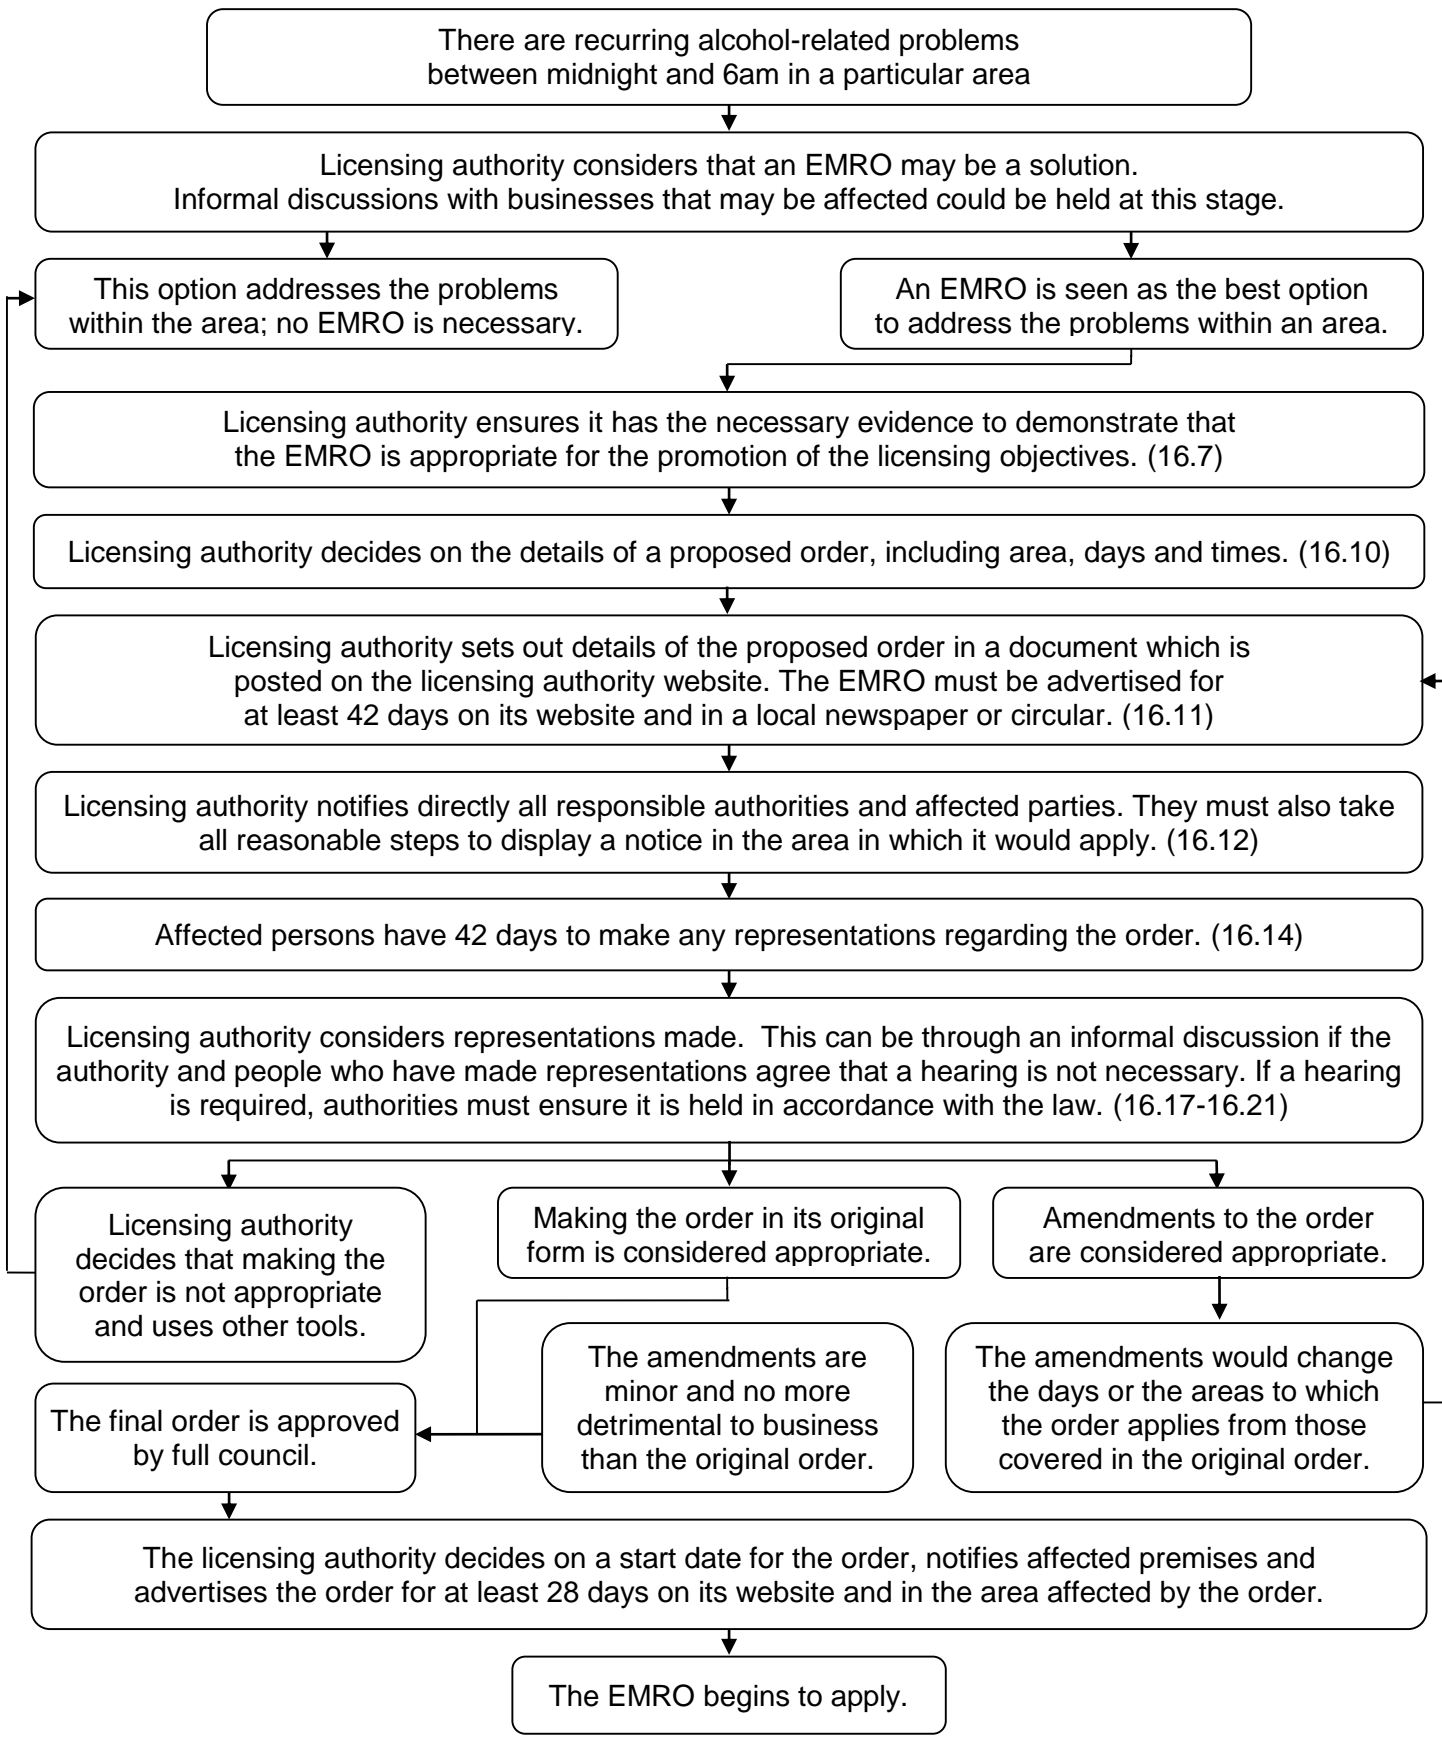 There are recurring alcohol-related problems
between midnight and 6am in a particular area
Licensing authority considers that an EMRO may be a solution.
Informal discussions with businesses that may be affected could be held at this stage.
This option addresses the problems
within the area; no EMRO is necessary.
An EMRO is seen as the best option
to address the problems within an area.
Licensing authority ensures it has the necessary evidence to demonstrate that
the EMRO is appropriate for the promotion of the licensing objectives. (16.7)
Licensing authority decides on the details of a proposed order, including area, days and times. (16.10)
Licensing authority sets out details of the proposed order in a document which is
posted on the licensing authority website. The EMRO must be advertised for
at least 42 days on its website and in a local newspaper or circular. (16.11)
Licensing authority notifies directly all responsible authorities and affected parties. They must also take
all reasonable steps to display a notice in the area in which it would apply. (16.12)
Affected persons have 42 days to make any representations regarding the order. (16.14)
Licensing authority considers representations made.  This can be through an informal discussion if the
authority and people who have made representations agree that a hearing is not necessary. If a hearing
is required, authorities must ensure it is held in accordance with the law. (16.17-16.21)
Licensing authority
decides that making the
order is not appropriate
and uses other tools.
Making the order in its original
form is considered appropriate.
Amendments to the order
are considered appropriate.
The final order is approved
by full council.
The amendments are
minor and no more
detrimental to business
than the original order.
The amendments would change
the days or the areas to which
the order applies from those
covered in the original order.
The licensing authority decides on a start date for the order, notifies affected premises and
advertises the order for at least 28 days on its website and in the area affected by the order.
The EMRO begins to apply.